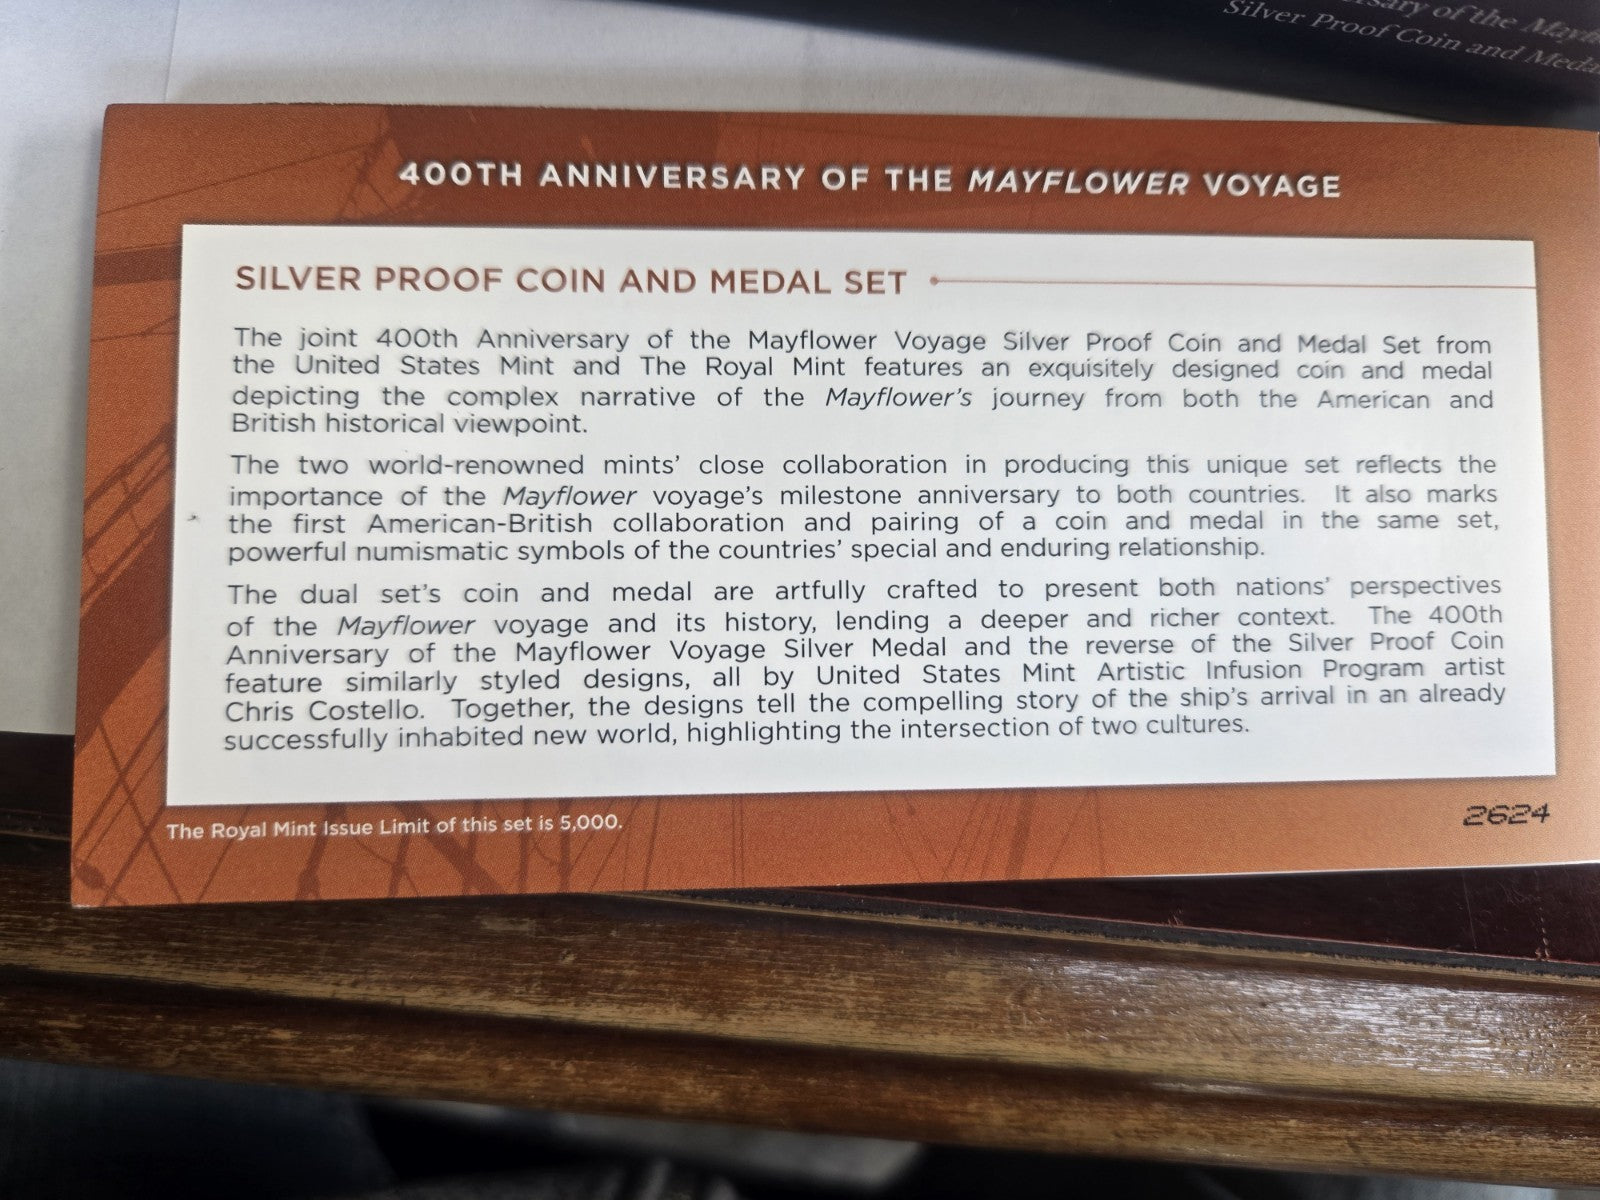 sary of the
Silver Proof Coin and Medal
400TH ANNIVERSARY OF THE MAYFLOWER VOYAGE
SILVER PROOF COIN AND MEDAL SET
The joint 400th Anniversary of the Mayflower Voyage Silver Proof Coin and Medal Set from
the United States Mint and The Royal Mint features an exquisitely designed coin and medal
depicting the complex narrative of the Mayflower's journey from both the American and
British historical viewpoint.
The two world-renowned mints' close collaboration in producing this unique set reflects the
importance of the Mayflower voyage's milestone anniversary to both countries. It also marks
the first American-British collaboration and pairing of a coin and medal in the same set,
powerful numismatic symbols of the countries' special and enduring relationship.
The dual set's coin and medal are artfully crafted to present both nations' perspectives
of the Mayflower voyage and its history, lending a deeper and richer context. The 400th
Anniversary of the Mayflower Voyage Silver Medal and the reverse of the Silver Proof Coin
feature similarly styled designs, all by United States Mint Artistic Infusion Program artist
Chris Costello. Together, the designs tell the compelling story of the ship's arrival in an already
successfully inhabited new world, highlighting the intersection of two cultures.
The Royal Mint Issue Limit of this set is 5,000.
2624